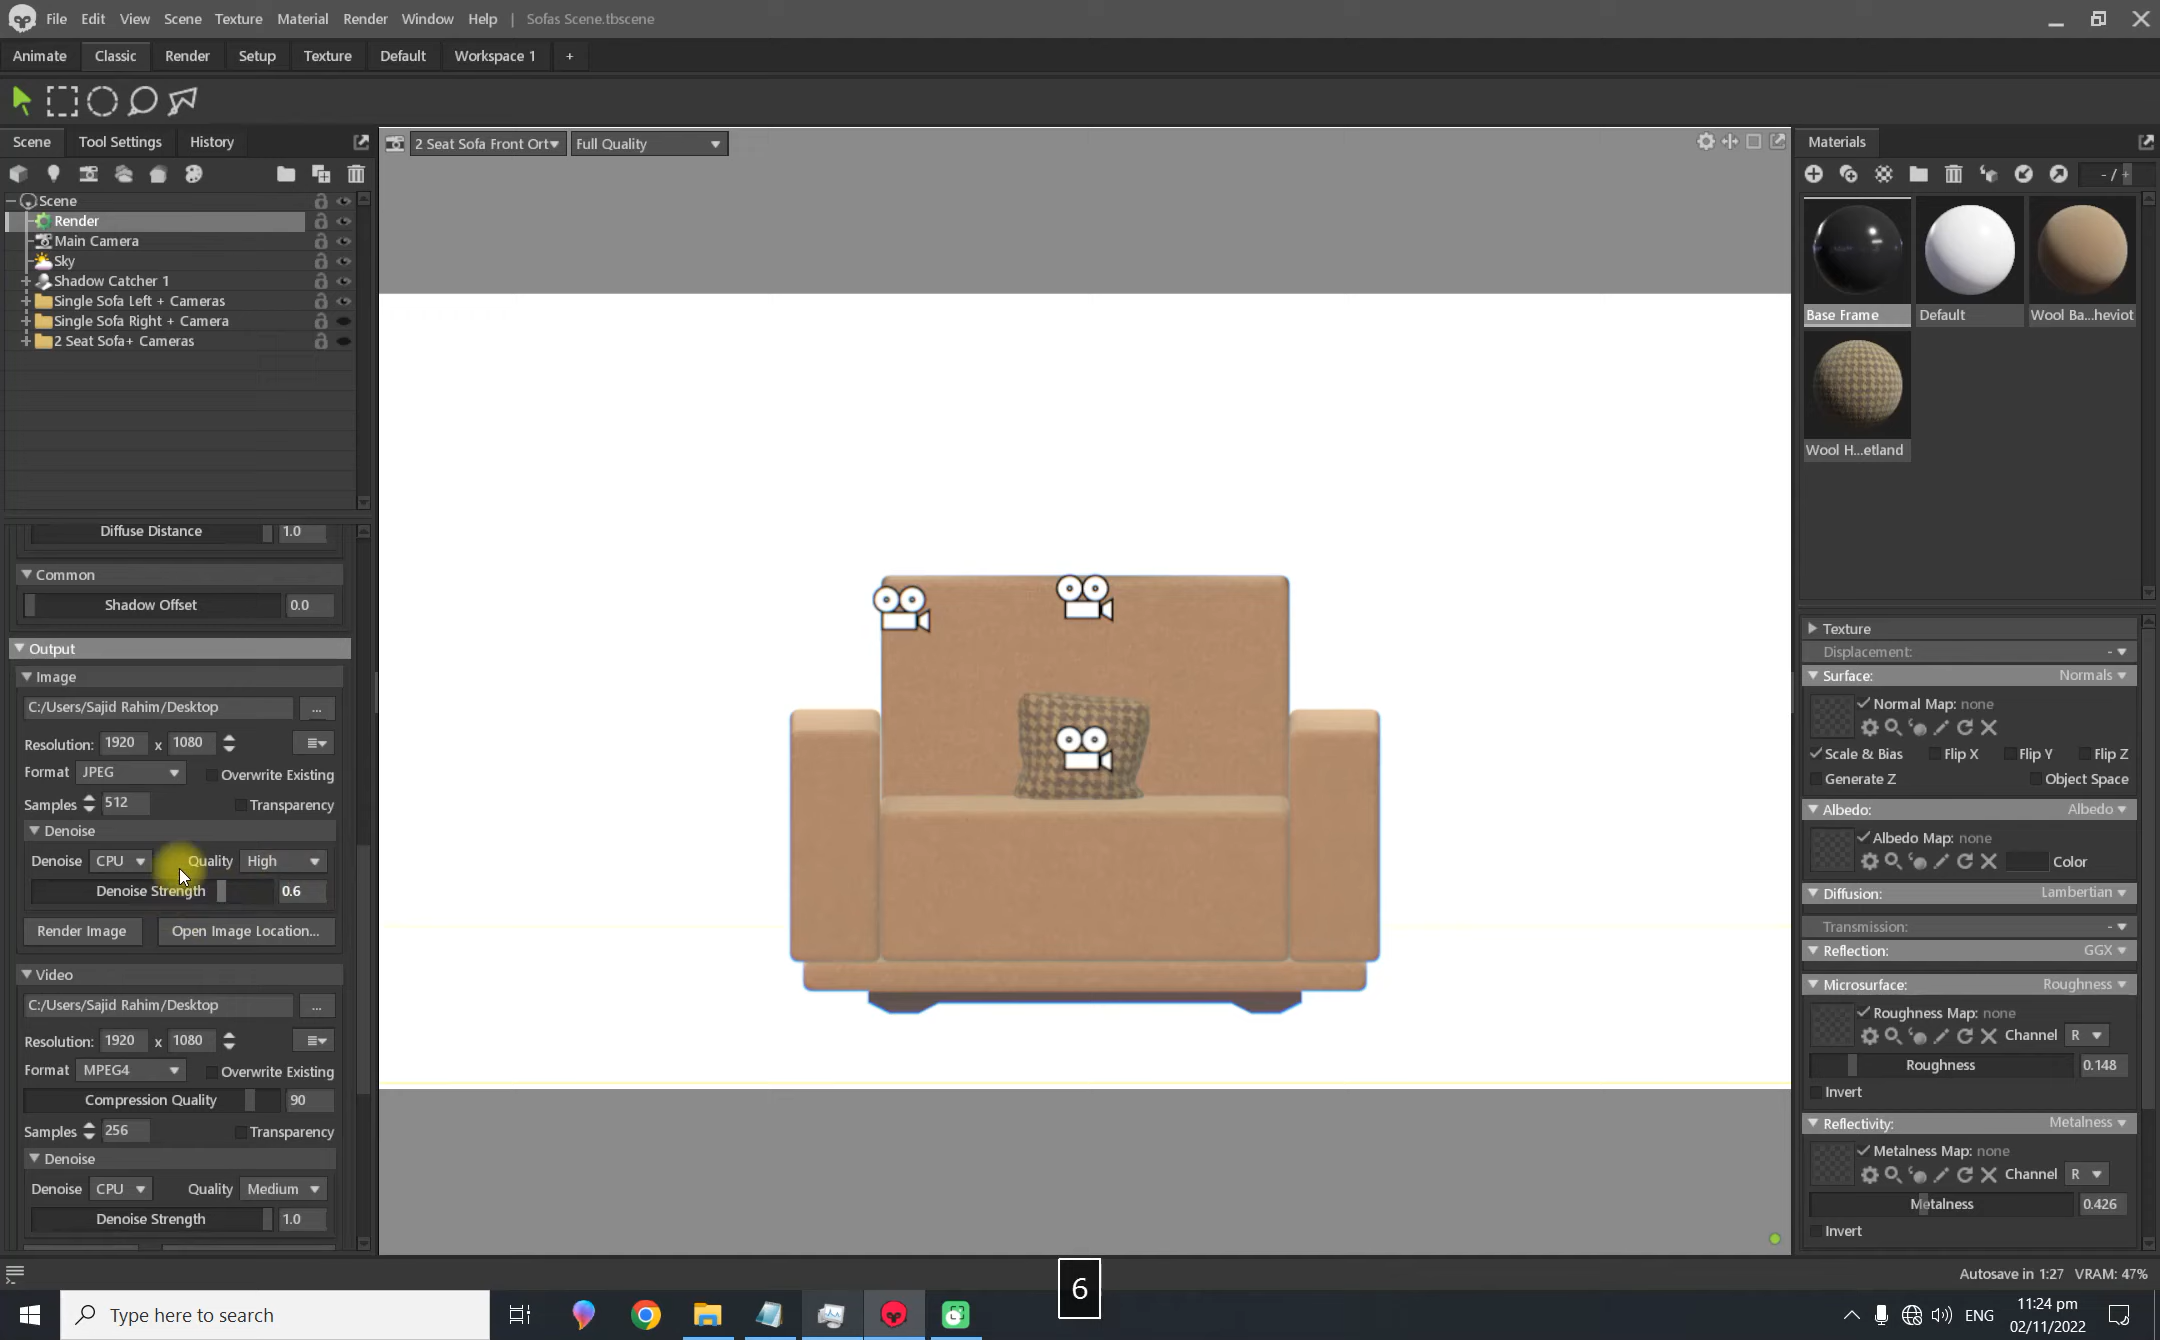 File Edit View Scene Texture Material Render Window Help | Sofas Scene.tbscene
Animate Classic Render Setup Texture Default Workspace 1 +
Scene Tool Settings History
2 Seat Sofa Front Ort Full Quality
Materials
- / +
Scene
Render
Main Camera
Sky
Shadow Catcher 1
Single Sofa Left + Cameras
Single Sofa Right + Camera
2 Seat Sofa+ Cameras
Base Frame Default Wool Ba...heviot
Wool H...etland
Diffuse Distance 1.0
Common
Shadow Offset 0.0
Output
Image
C:/Users/Sajid Rahim/Desktop ...
Resolution: 1920 x 1080
Format JPEG Overwrite Existing
Samples 512 Transparency
Denoise
Denoise CPU Quality High
Denoise Strength 0.6
Render Image Open Image Location...
Video
C:/Users/Sajid Rahim/Desktop ...
Resolution: 1920 x 1080
Format MPEG4 Overwrite Existing
Compression Quality 90
Samples 256 Transparency
Denoise
Denoise CPU Quality Medium
Denoise Strength 1.0
Texture
Displacement: -
Surface: Normals
Normal Map: none
Scale & Bias Flip X Flip Y Flip Z
Generate Z Object Space
Albedo: Albedo
Albedo Map: none
Color
Diffusion: Lambertian
Transmission: -
Reflection: GGX
Microsurface: Roughness
Roughness Map: none
Channel R
Roughness 0.148
Invert
Reflectivity: Metalness
Metalness Map: none
Channel R
Metalness 0.426
Invert
6
Autosave in 1:27 VRAM: 47%
Type here to search
ENG
11:24 pm
02/11/2022